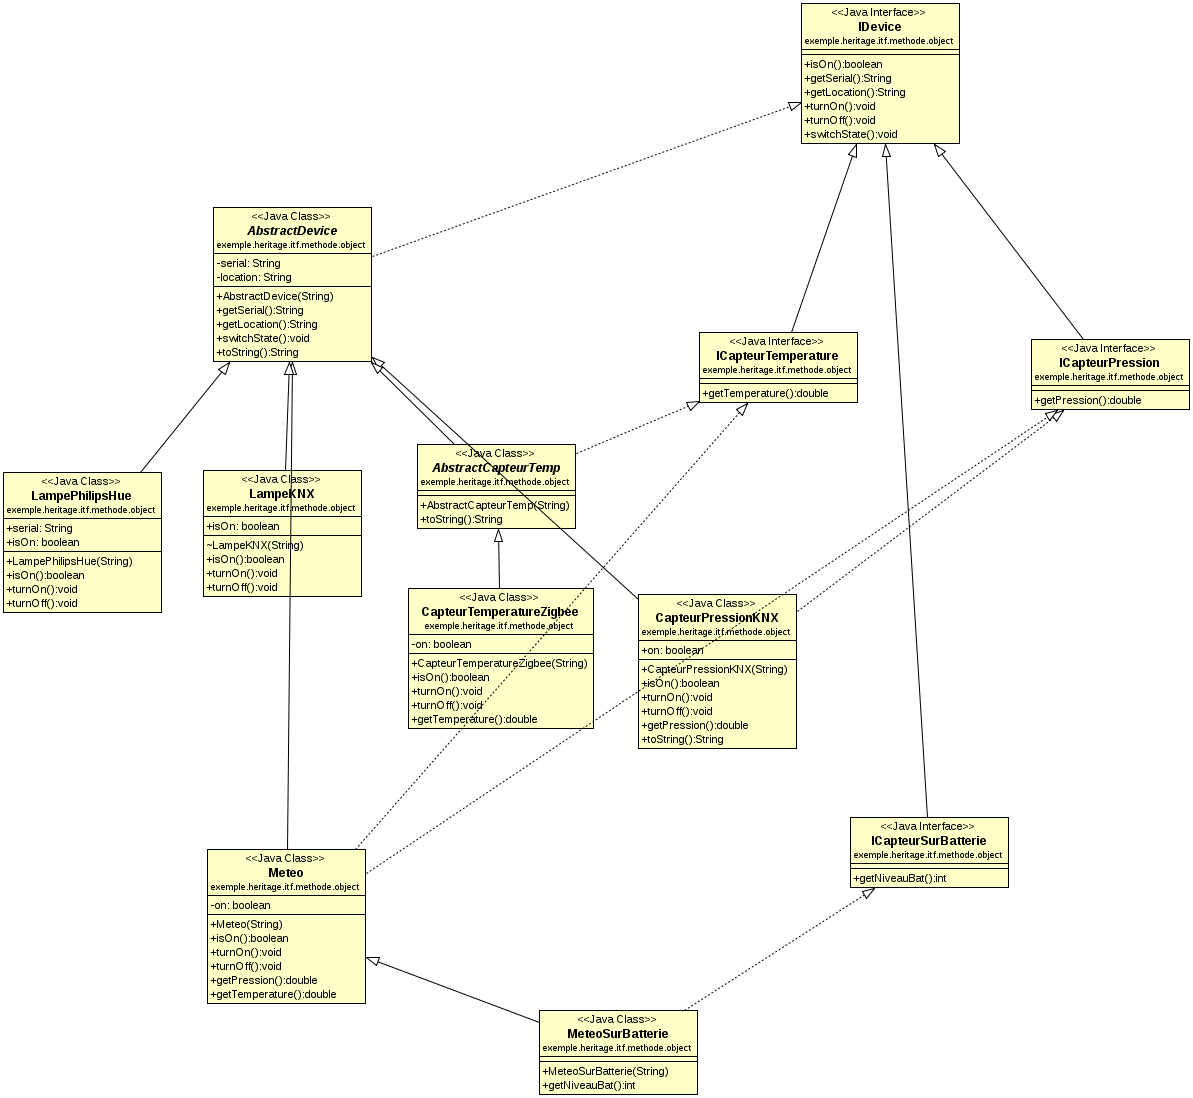 <<Java Interface>>
IDevice
exemple.heritage.itf.methode.object
+isOn():boolean
+getSerial():String
+getLocation():String
+turnOn():void
+turnOff():void
+switchState():void
<<Java Class>>
AbstractDevice
exemple.heritage.itf.methode.object
-serial: String
-location: String
+AbstractDevice(String)
+getSerial():String
+getLocation():String
+switchState():void
+toString():String
<<Java Interface>>
ICapteurTemperature
exemple.heritage.itf.methode.object
+getTemperature():double
<<Java Interface>>
ICapteurPression
exemple.heritage.itf.methode.object
+getPression():double
<<Java Class>>
LampePhilipsHue
exemple.heritage.itf.methode.object
+serial: String
+isOn: boolean
+LampePhilipsHue(String)
+isOn():boolean
+turnOn():void
+turnOff():void
<<Java Class>>
LampeKNX
exemple.heritage.itf.methode.object
+isOn: boolean
~LampeKNX(String)
+isOn():boolean
+turnOn():void
+turnOff():void
<<Java Class>>
AbstractCapteurTemp
exemple.heritage.itf.methode.object
+AbstractCapteurTemp(String)
+toString():String
<<Java Class>>
CapteurTemperatureZigbee
exemple.heritage.itf.methode.object
-on: boolean
+CapteurTemperatureZigbee(String)
+isOn():boolean
+turnOn():void
+turnOff():void
+getTemperature():double
<<Java Class>>
CapteurPressionKNX
exemple.heritage.itf.methode.object
+on: boolean
+CapteurPressionKNX(String)
+isOn():boolean
+turnOn():void
+turnOff():void
+getPression():double
+toString():String
<<Java Interface>>
ICapteurSurBatterie
exemple.heritage.itf.methode.object
+getNiveauBat():int
<<Java Class>>
Meteo
exemple.heritage.itf.methode.object
-on: boolean
+Meteo(String)
+isOn():boolean
+turnOn():void
+turnOff():void
+getPression():double
+getTemperature():double
<<Java Class>>
MeteoSurBatterie
exemple.heritage.itf.methode.object
+MeteoSurBatterie(String)
+getNiveauBat():int